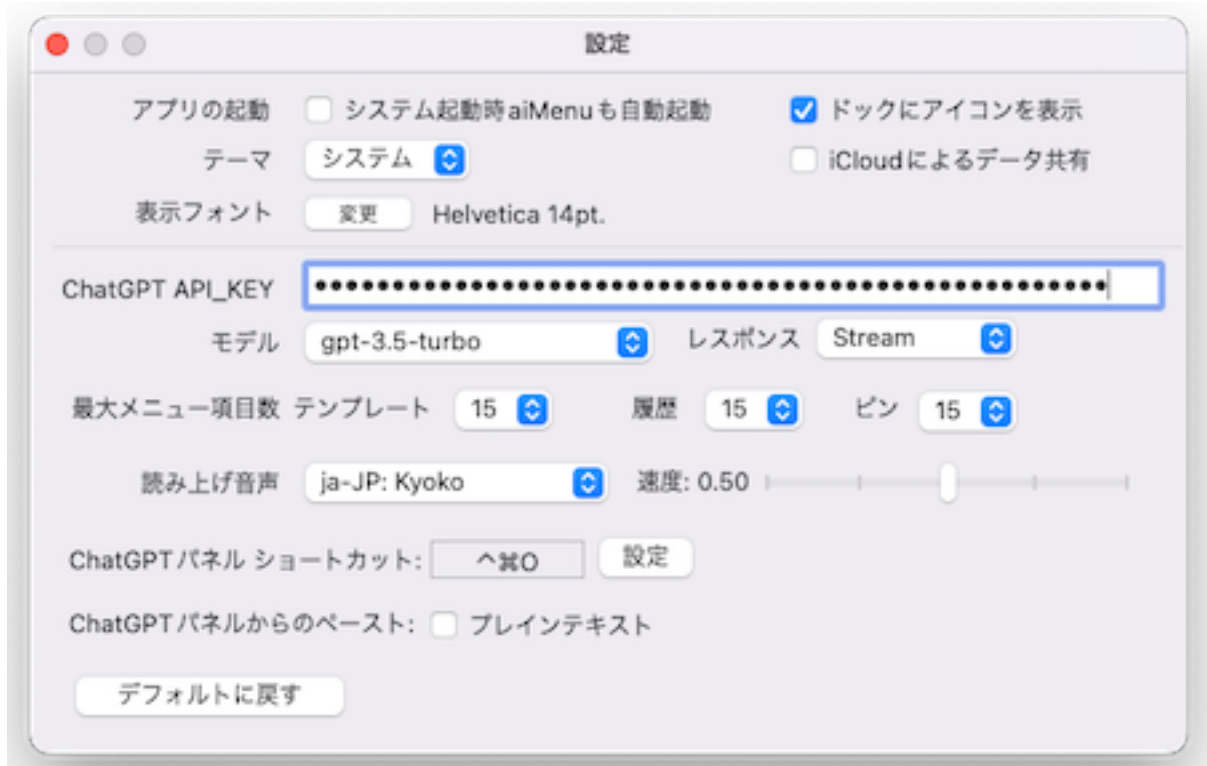 設定
アプリの起動 システム起動時aiMenuも自動起動 ドックにアイコンを表示
テーマ システム iCloudによるデータ共有
表示フォント 変更 Helvetica 14pt.
ChatGPT API_KEY ••••••••••••••••••••••••••••••••••••••••••••••••••••
モデル gpt-3.5-turbo レスポンス Stream
最大メニュー項目数 テンプレート 15 履歴 15 ピン 15
読み上げ音声 ja-JP: Kyoko 速度: 0.50
ChatGPTパネル ショートカット: ^⌘O 設定
ChatGPTパネルからのペースト: プレインテキスト
デフォルトに戻す